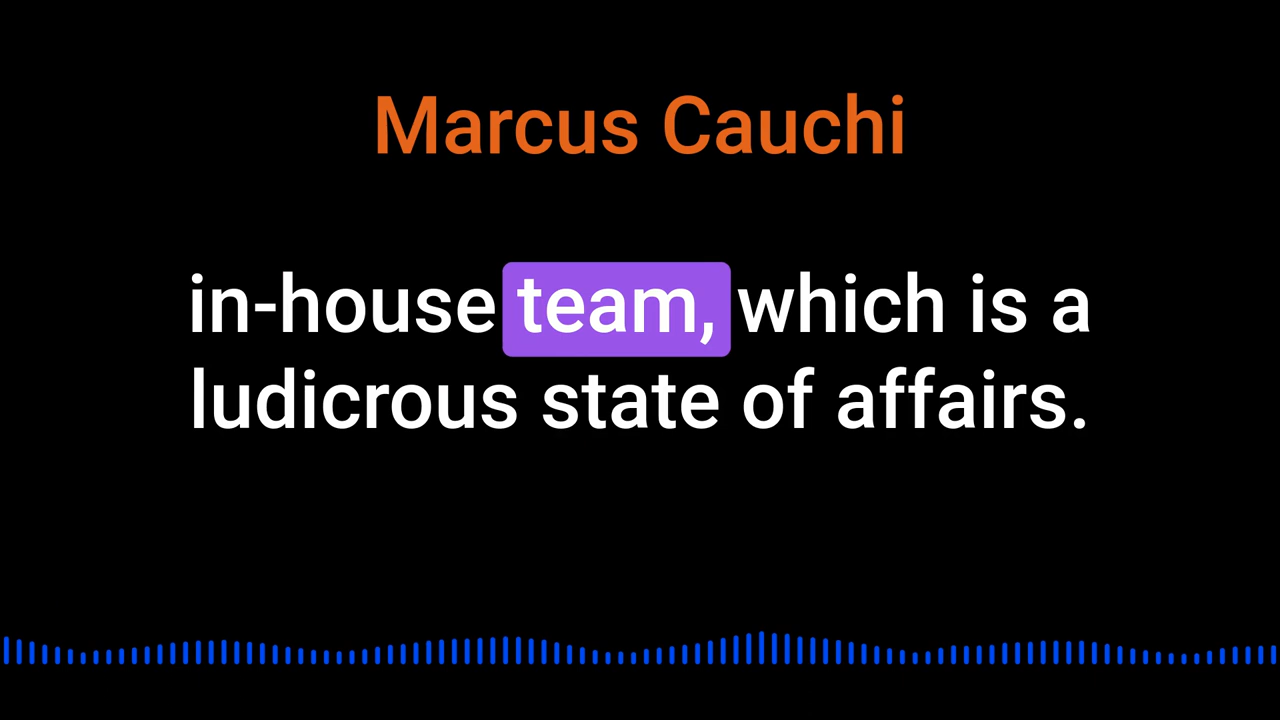 Marcus Cauchi
in-house team, which is a
ludicrous state of affairs.